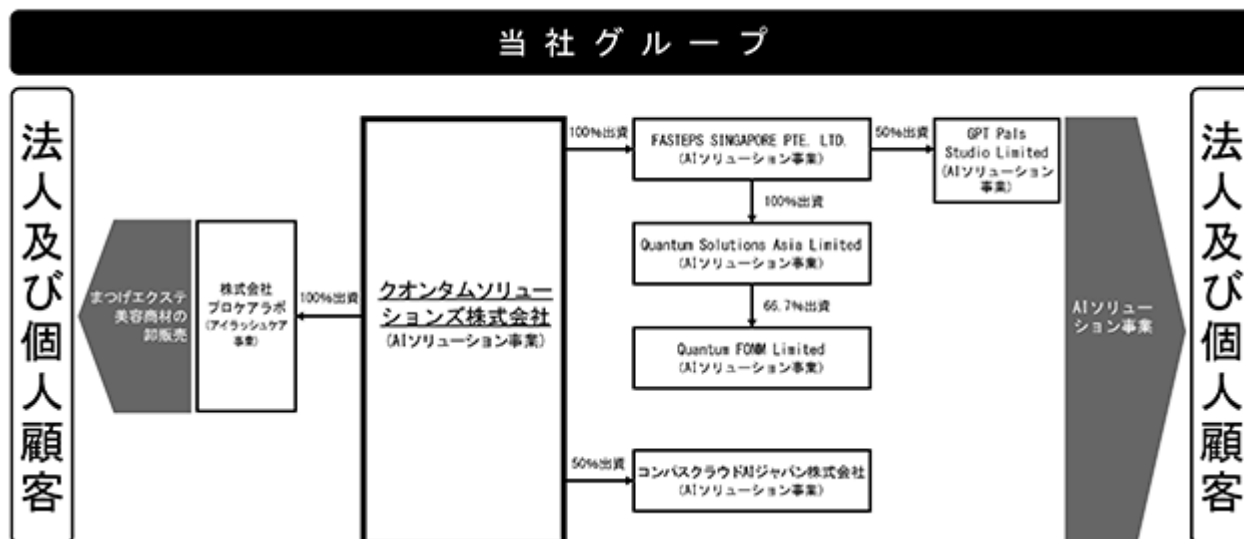 当社グループ
法人及び個人顧客
まつげエクステ
美容商材の
卸販売
株式会社
プロケアラボ
(アイラッシュケア
事業)
100%出資
クオンタムソリュー
ションズ株式会社
(AIソリューション事業)
100%出資
FASTEPS SINGAPORE PTE. LTD.
(AIソリューション事業)
50%出資
GPT Pals
Studio Limited
(AIソリューション
事業)
100%出資
Quantum Solutions Asia Limited
(AIソリューション事業)
66.7%出資
Quantum FOMM Limited
(AIソリューション事業)
50%出資
コンパスクラウドAIジャパン株式会社
(AIソリューション事業)
AIソリュー
ション事業
法人及び個人顧客